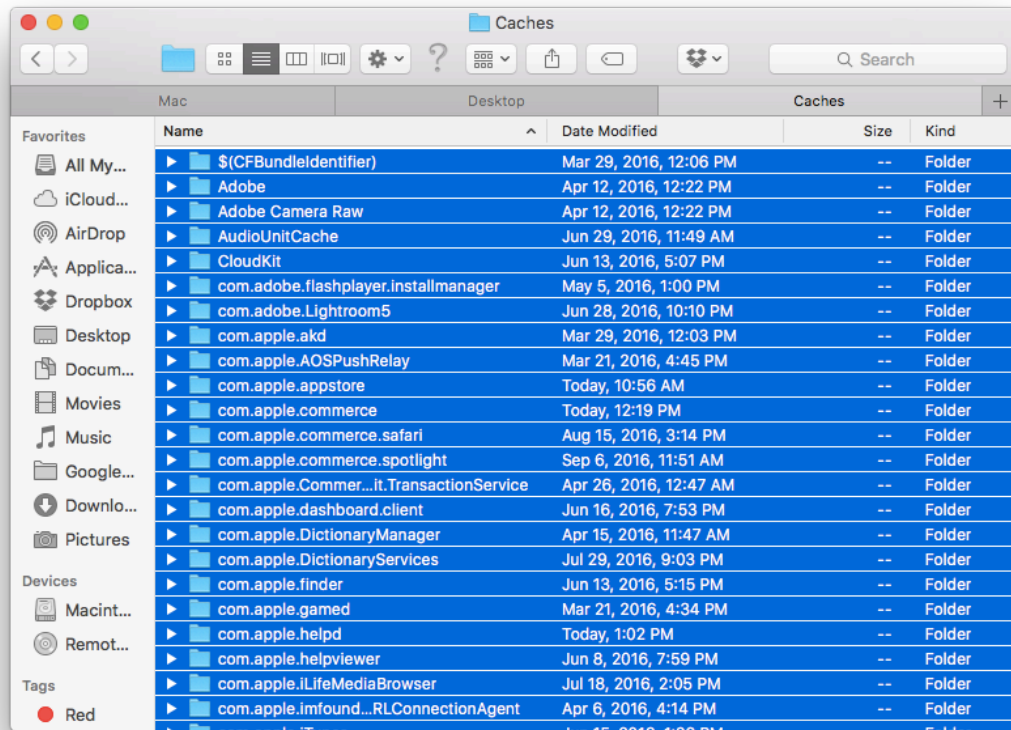 Caches
Search
Mac Desktop Caches
Favorites
All My...
iCloud...
AirDrop
Applica...
Dropbox
Desktop
Docum...
Movies
Music
Google...
Downlo...
Pictures
Devices
Macint...
Remot...
Tags
Red
Name Date Modified Size Kind
$(CFBundleIdentifier) Mar 29, 2016, 12:06 PM -- Folder
Adobe Apr 12, 2016, 12:22 PM -- Folder
Adobe Camera Raw Apr 12, 2016, 12:22 PM -- Folder
AudioUnitCache Jun 29, 2016, 11:49 AM -- Folder
CloudKit Jun 13, 2016, 5:07 PM -- Folder
com.adobe.flashplayer.installmanager May 5, 2016, 1:00 PM -- Folder
com.adobe.Lightroom5 Jun 28, 2016, 10:10 PM -- Folder
com.apple.akd Mar 29, 2016, 12:03 PM -- Folder
com.apple.AOSPushRelay Mar 21, 2016, 4:45 PM -- Folder
com.apple.appstore Today, 10:56 AM -- Folder
com.apple.commerce Today, 12:19 PM -- Folder
com.apple.commerce.safari Aug 15, 2016, 3:14 PM -- Folder
com.apple.commerce.spotlight Sep 6, 2016, 11:51 AM -- Folder
com.apple.Commer...it.TransactionService Apr 26, 2016, 12:47 AM -- Folder
com.apple.dashboard.client Jun 16, 2016, 7:53 PM -- Folder
com.apple.DictionaryManager Apr 15, 2016, 11:47 AM -- Folder
com.apple.DictionaryServices Jul 29, 2016, 9:03 PM -- Folder
com.apple.finder Jun 13, 2016, 5:15 PM -- Folder
com.apple.gamed Mar 21, 2016, 4:34 PM -- Folder
com.apple.helpd Today, 1:02 PM -- Folder
com.apple.helpviewer Jun 8, 2016, 7:59 PM -- Folder
com.apple.iLifeMediaBrowser Jul 18, 2016, 2:05 PM -- Folder
com.apple.imfound...RLConnectionAgent Apr 6, 2016, 4:14 PM -- Folder